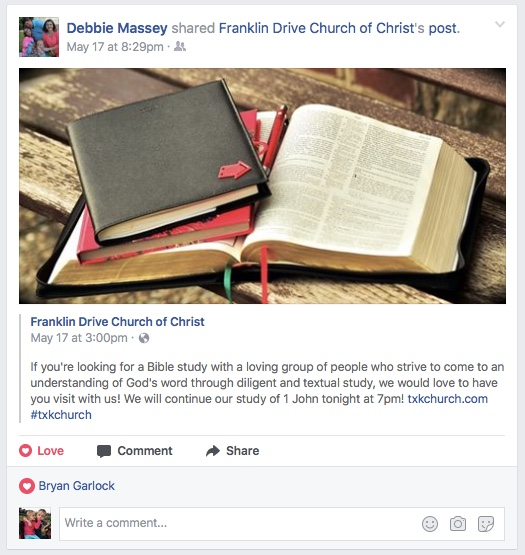 Debbie Massey shared Franklin Drive Church of Christ's post.
May 17 at 8:29pm ·
Franklin Drive Church of Christ
May 17 at 3:00pm ·
If you're looking for a Bible study with a loving group of people who strive to come to an
understanding of God's word through diligent and textual study, we would love to have
you visit with us! We will continue our study of 1 John tonight at 7pm! txkchurch.com
#txkchurch
Love Comment Share
Bryan Garlock
Write a comment...